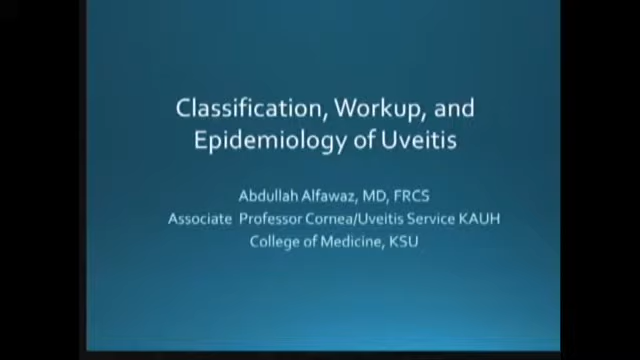 Classification, Workup, and
Epidemiology of Uveitis
Abdullah Alfawaz, MD, FRCS
Associate Professor Cornea/Uveitis Service KAUH
College of Medicine, KSU